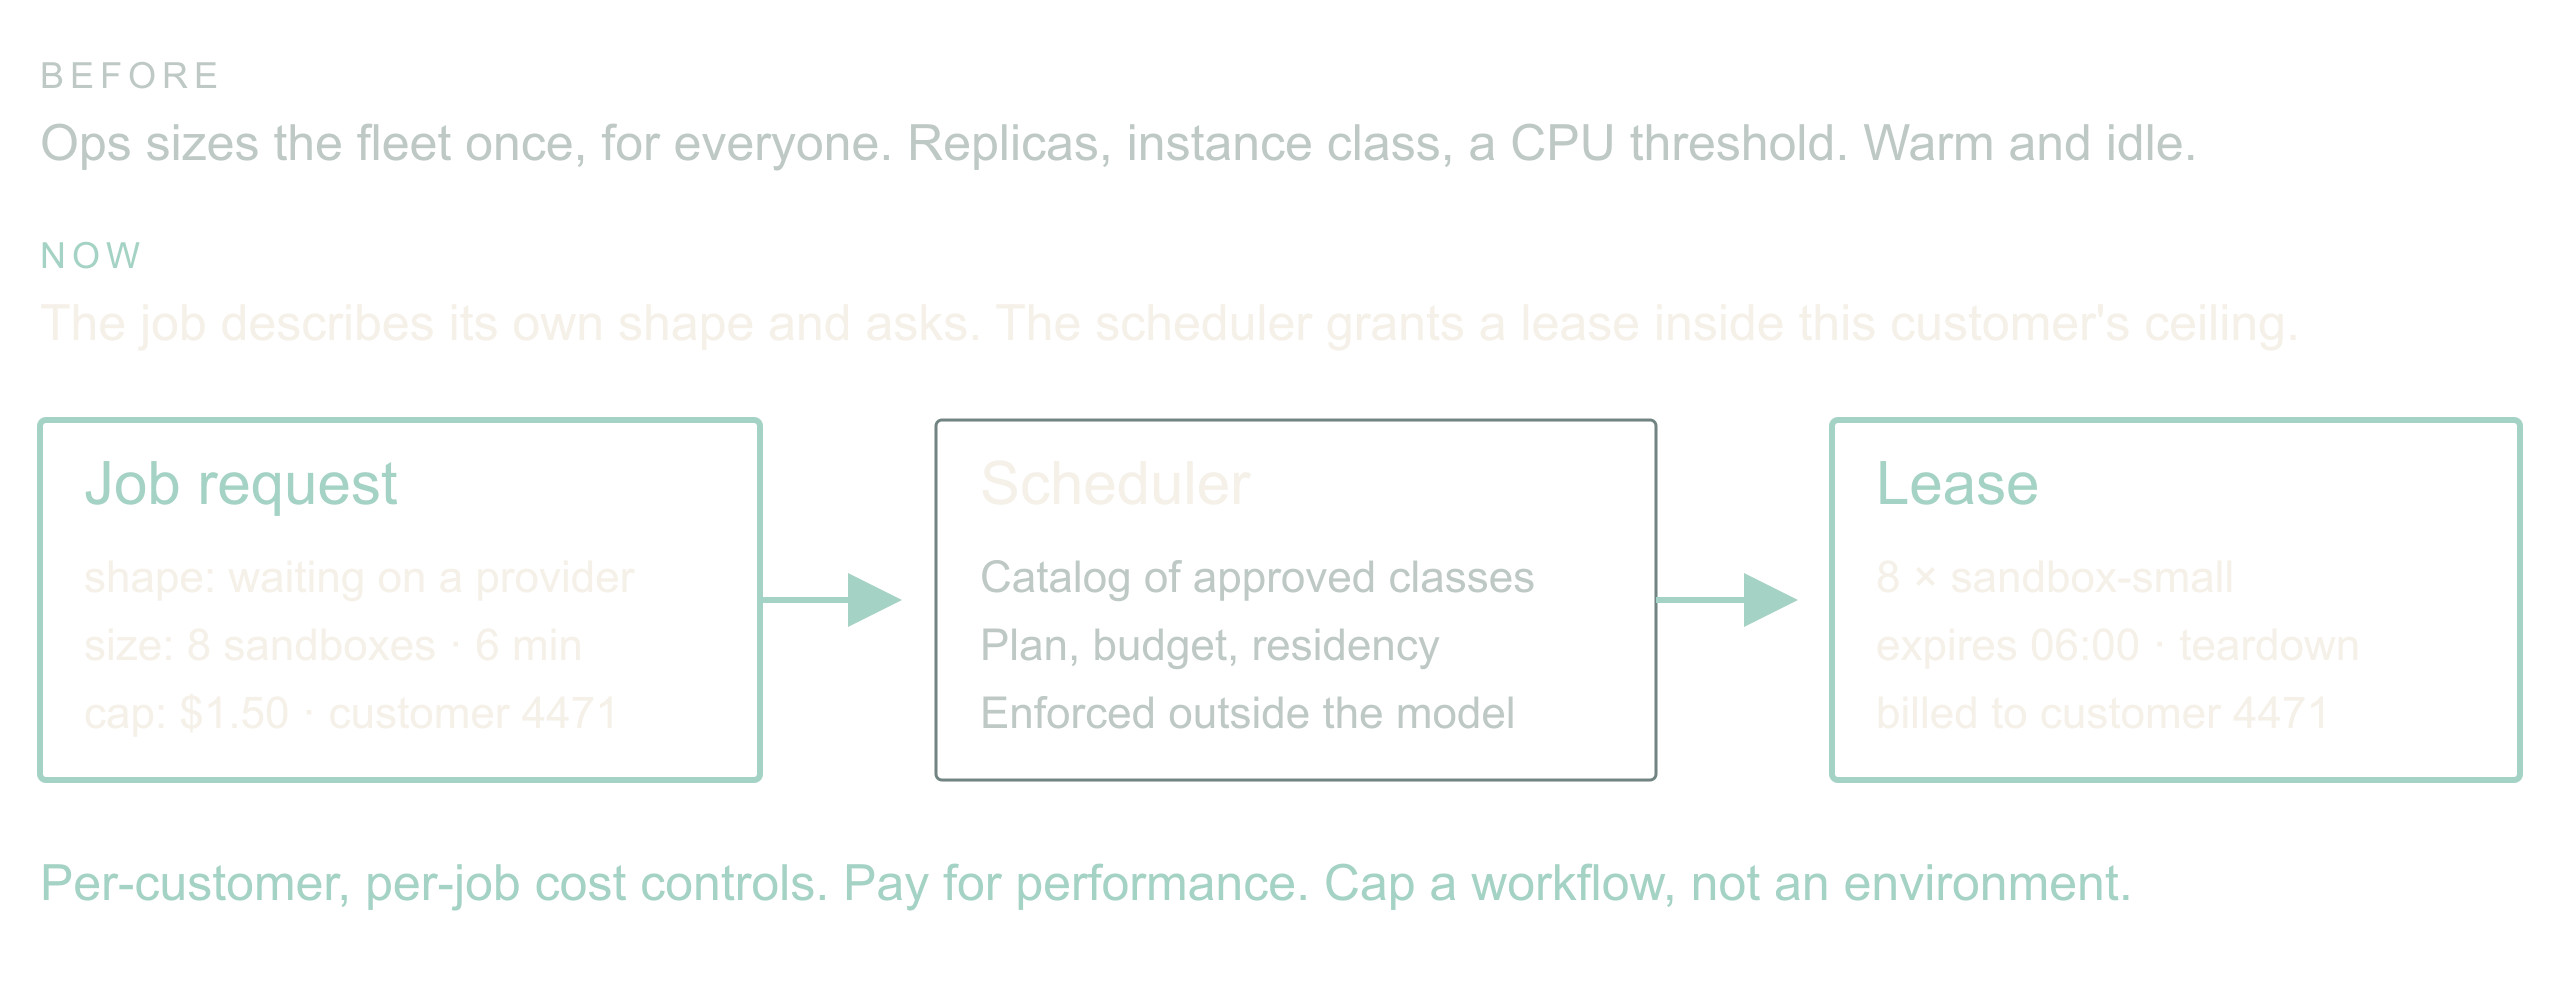 BEFORE
Ops sizes the fleet once, for everyone. Replicas, instance class, a CPU threshold. Warm and idle.
NOW
The job describes its own shape and asks. The scheduler grants a lease inside this customer's ceiling.
Job request
shape: waiting on a provider
size: 8 sandboxes · 6 min
cap: $1.50 · customer 4471
Scheduler
Catalog of approved classes
Plan, budget, residency
Enforced outside the model
Lease
8 × sandbox-small
expires 06:00 · teardown
billed to customer 4471
Per-customer, per-job cost controls. Pay for performance. Cap a workflow, not an environment.